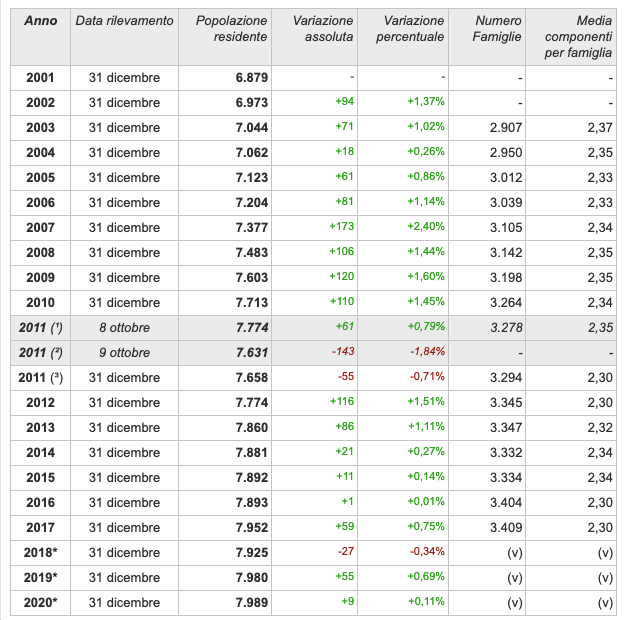 Anno Data rilevamento Popolazione residente Variazione assoluta Variazione percentuale Numero Famiglie Media componenti per famiglia
2001 31 dicembre 6.879 - - - -
2002 31 dicembre 6.973 +94 +1,37% - -
2003 31 dicembre 7.044 +71 +1,02% 2.907 2,37
2004 31 dicembre 7.062 +18 +0,26% 2.950 2,35
2005 31 dicembre 7.123 +61 +0,86% 3.012 2,33
2006 31 dicembre 7.204 +81 +1,14% 3.039 2,33
2007 31 dicembre 7.377 +173 +2,40% 3.105 2,34
2008 31 dicembre 7.483 +106 +1,44% 3.142 2,35
2009 31 dicembre 7.603 +120 +1,60% 3.198 2,35
2010 31 dicembre 7.713 +110 +1,45% 3.264 2,34
2011 (¹) 8 ottobre 7.774 +61 +0,79% 3.278 2,35
2011 (²) 9 ottobre 7.631 -143 -1,84% - -
2011 (³) 31 dicembre 7.658 -55 -0,71% 3.294 2,30
2012 31 dicembre 7.774 +116 +1,51% 3.345 2,30
2013 31 dicembre 7.860 +86 +1,11% 3.347 2,32
2014 31 dicembre 7.881 +21 +0,27% 3.332 2,34
2015 31 dicembre 7.892 +11 +0,14% 3.334 2,34
2016 31 dicembre 7.893 +1 +0,01% 3.404 2,30
2017 31 dicembre 7.952 +59 +0,75% 3.409 2,30
2018* 31 dicembre 7.925 -27 -0,34% (v) (v)
2019* 31 dicembre 7.980 +55 +0,69% (v) (v)
2020* 31 dicembre 7.989 +9 +0,11% (v) (v)